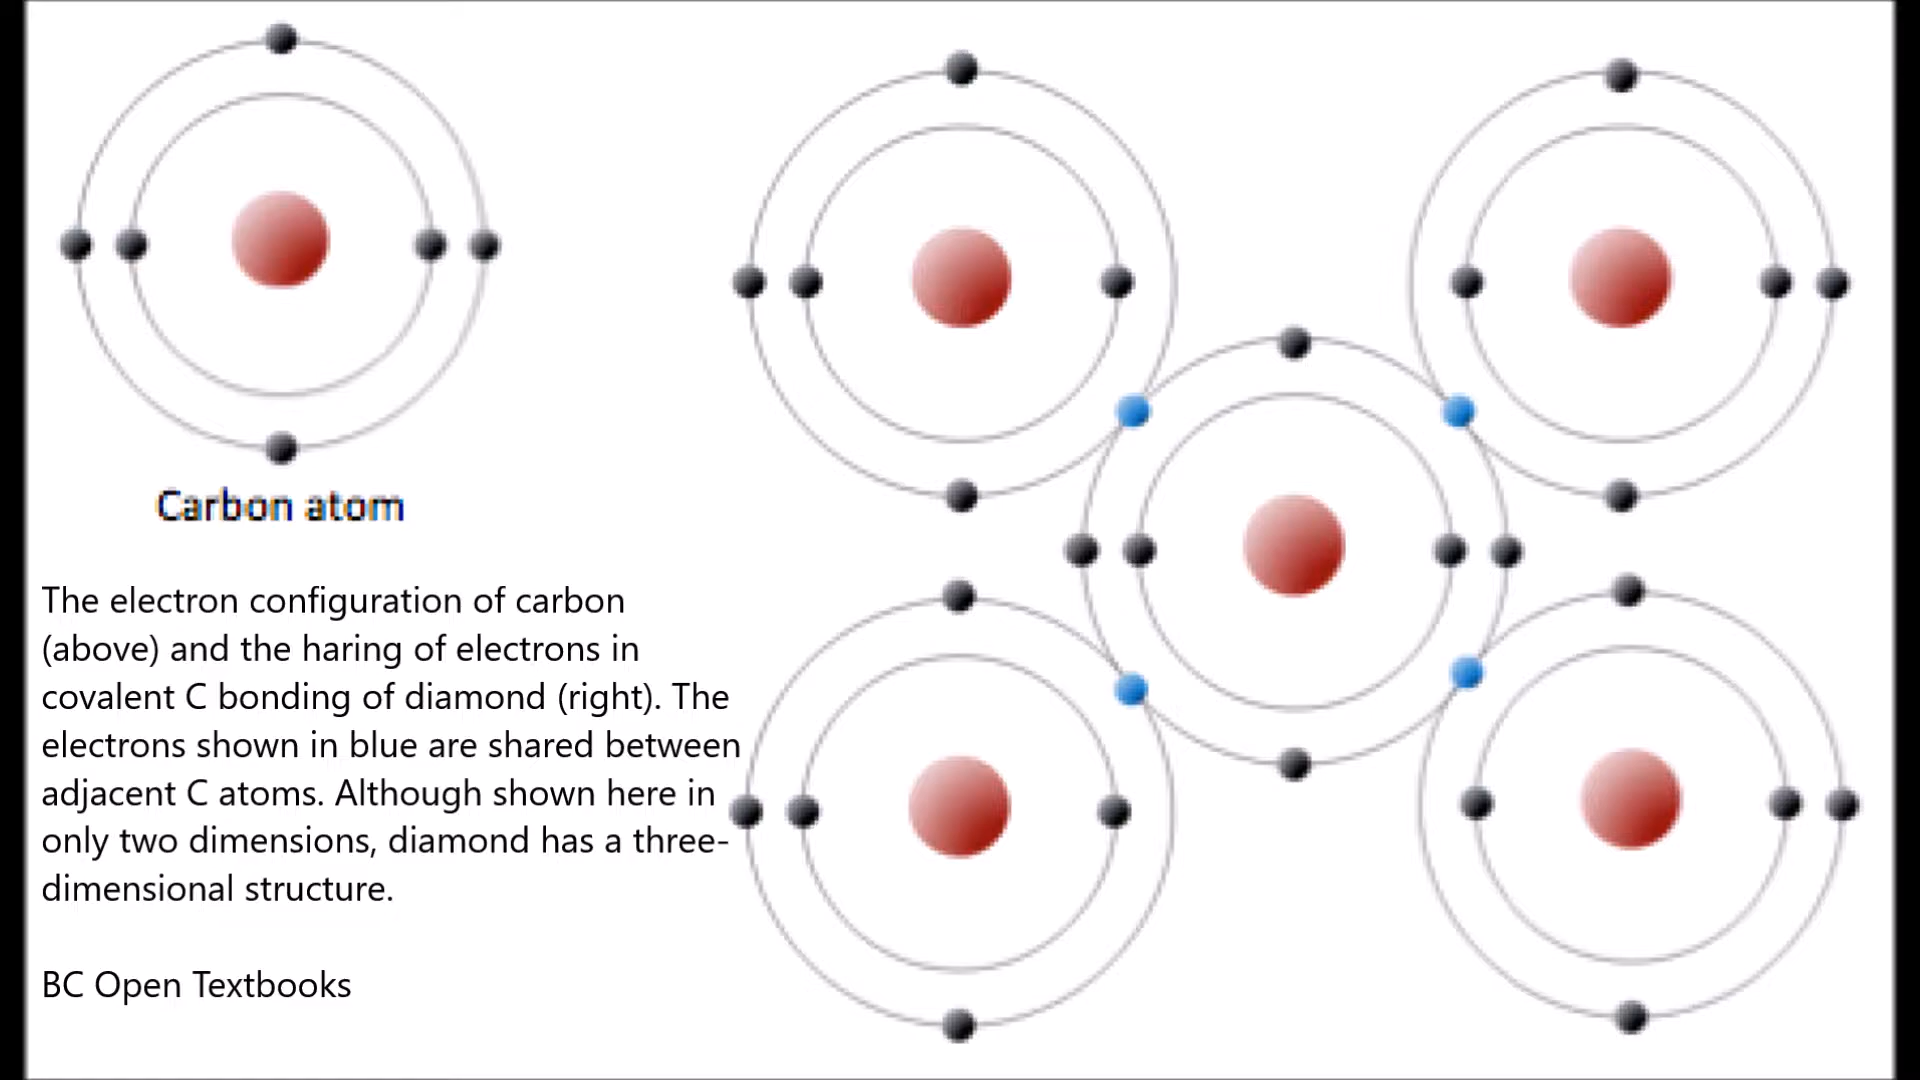 Carbon atom
The electron configuration of carbon
(above) and the haring of electrons in
covalent C bonding of diamond (right). The
electrons shown in blue are shared between
adjacent C atoms. Although shown here in
only two dimensions, diamond has a three-
dimensional structure.
BC Open Textbooks